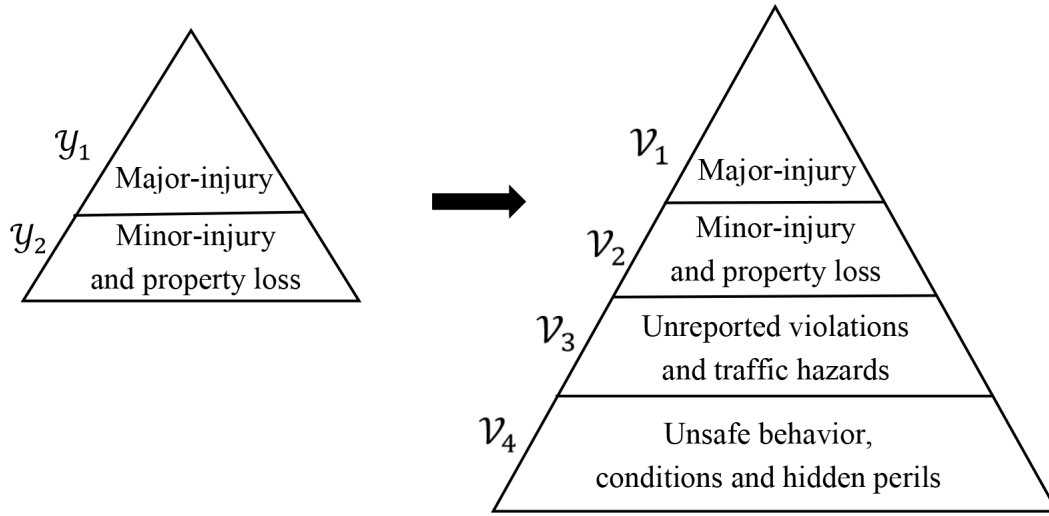 𝒴1
Major-injury
𝒴2
Minor-injury
and property loss
𝒱1
Major-injury
𝒱2
Minor-injury
and property loss
𝒱3
Unreported violations
and traffic hazards
𝒱4
Unsafe behavior,
conditions and hidden perils